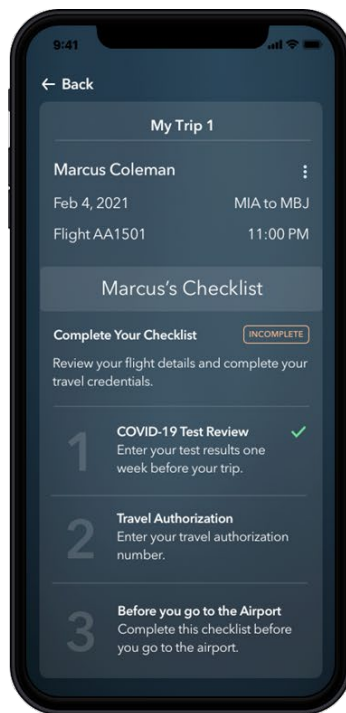 9:41
← Back
My Trip 1
Marcus Coleman
Feb 4, 2021 MIA to MBJ
Flight AA1501 11:00 PM
Marcus's Checklist
Complete Your Checklist INCOMPLETE
Review your flight details and complete your
travel credentials.
1 COVID-19 Test Review
Enter your test results one
week before your trip.
2 Travel Authorization
Enter your travel authorization
number.
3 Before you go to the Airport
Complete this checklist before
you go to the airport.